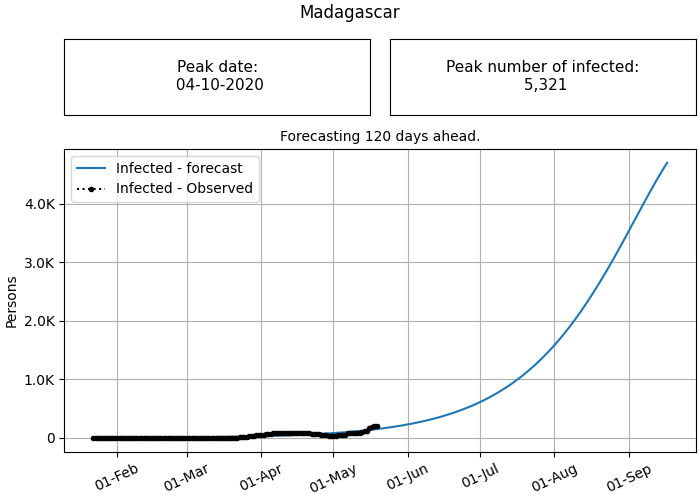 Madagascar
Peak date:
04-10-2020
Peak number of infected:
5,321
Forecasting 120 days ahead.
Infected - forecast
Infected - Observed
Persons
4.0K
3.0K
2.0K
1.0K
0
01-Feb
01-Mar
01-Apr
01-May
01-Jun
01-Jul
01-Aug
01-Sep